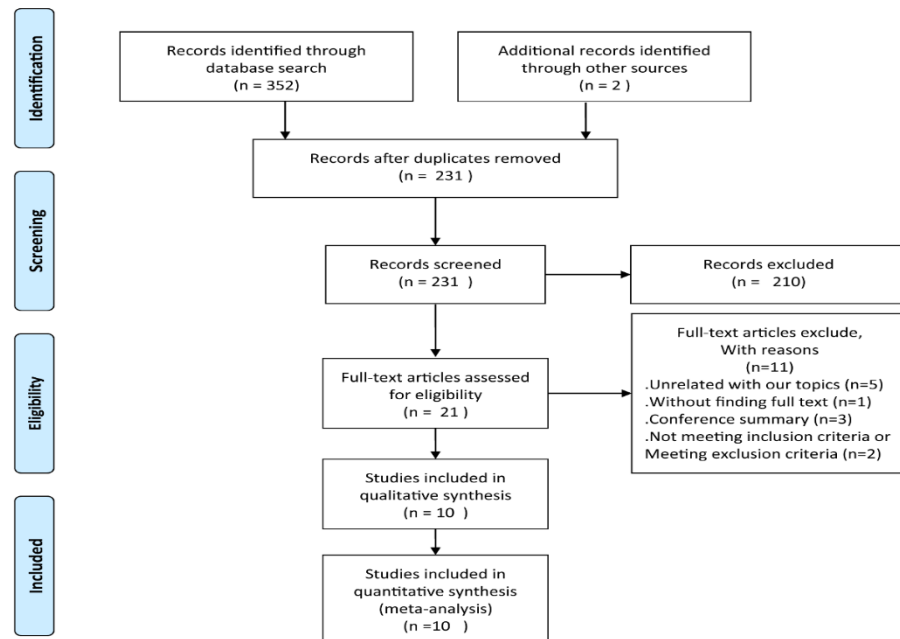 Identification
Records identified through
database search
(n = 352)
Additional records identified
through other sources
(n = 2 )
Records after duplicates removed
(n = 231 )
Screening
Records screened
(n = 231 )
Records excluded
(n = 210)
Eligibility
Full-text articles assessed
for eligibility
(n = 21 )
Full-text articles exclude,
With reasons
(n=11)
.Unrelated with our topics (n=5)
.Without finding full text (n=1)
.Conference summary (n=3)
.Not meeting inclusion criteria or
Meeting exclusion criteria (n=2)
Studies included in
qualitative synthesis
(n = 10 )
Included
Studies included in
quantitative synthesis
(meta-analysis)
(n =10 )